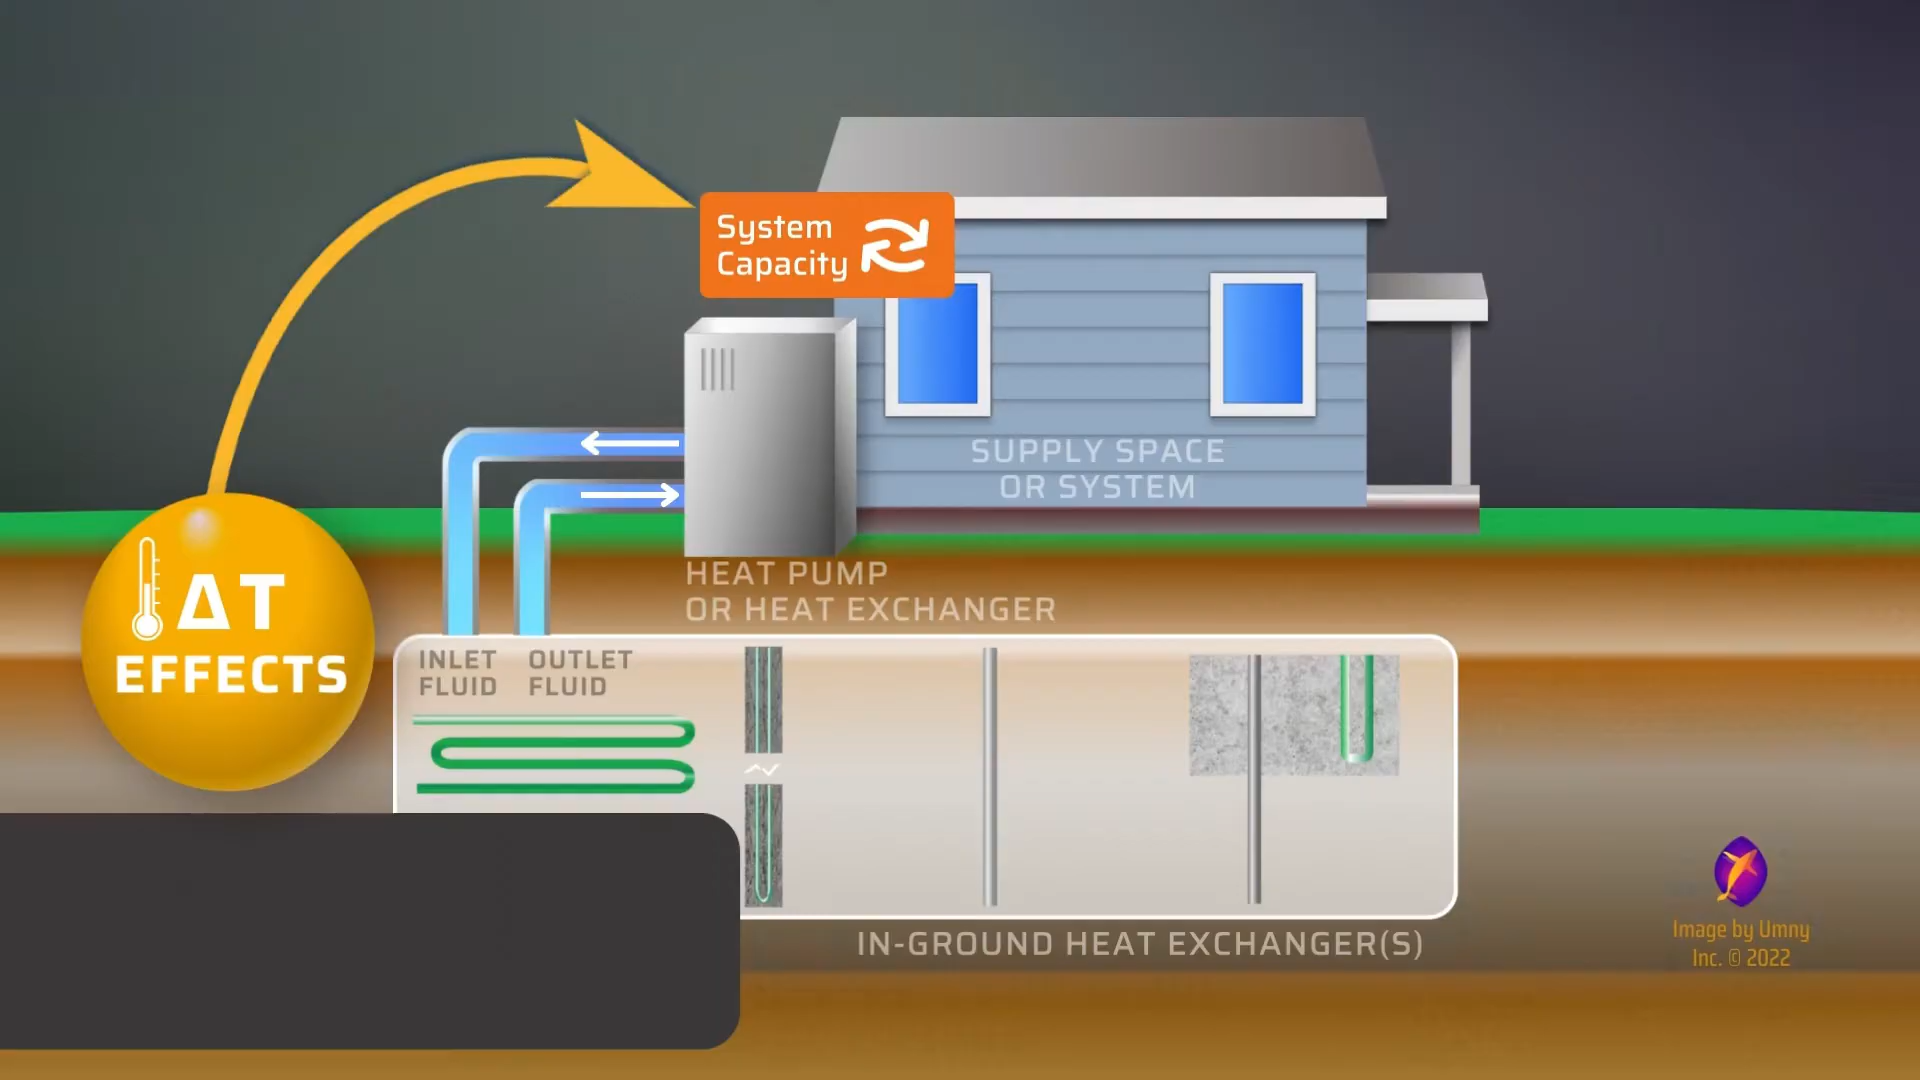 System
Capacity
SUPPLY SPACE
OR SYSTEM
ΔT
EFFECTS
HEAT PUMP
OR HEAT EXCHANGER
INLET
FLUID
OUTLET
FLUID
IN-GROUND HEAT EXCHANGER(S)
Image by Umny
Inc. © 2022